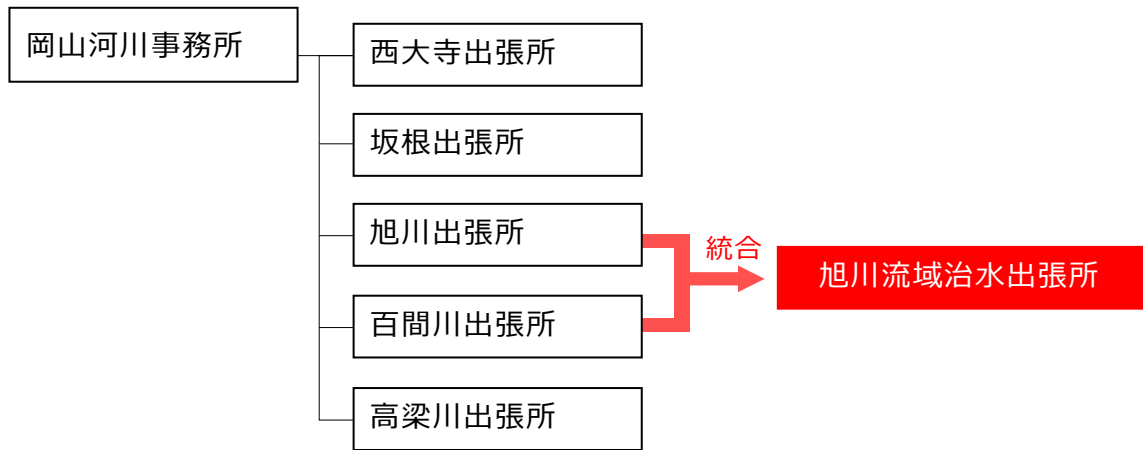 岡山河川事務所
西大寺出張所
坂根出張所
旭川出張所
統合
旭川流域治水出張所
百間川出張所
高梁川出張所